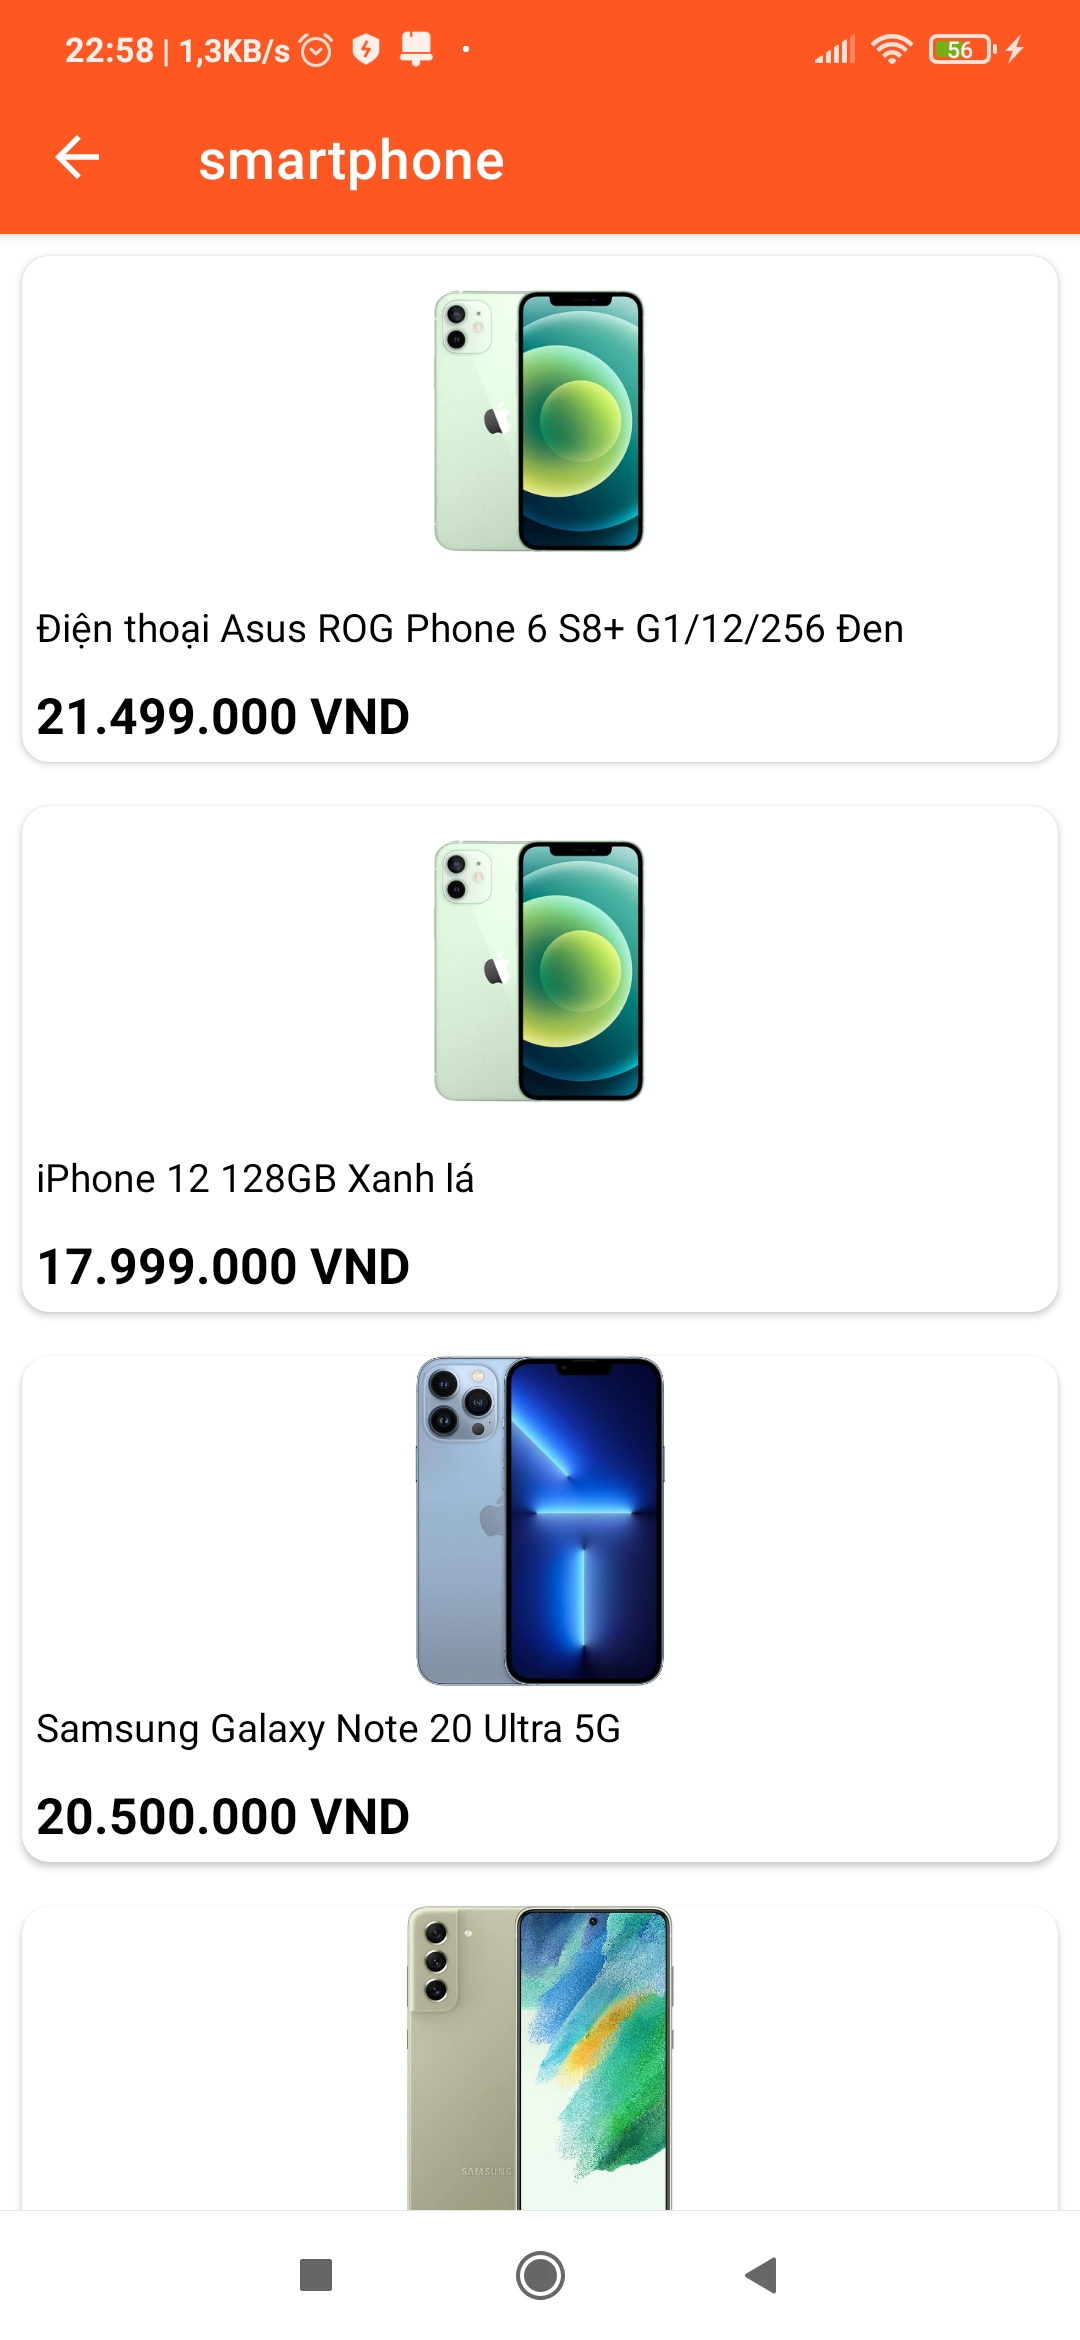 22:58 | 1,3KB/s
56
smartphone
Điện thoại Asus ROG Phone 6 S8+ G1/12/256 Đen
21.499.000 VND
iPhone 12 128GB Xanh lá
17.999.000 VND
Samsung Galaxy Note 20 Ultra 5G
20.500.000 VND
SAMSUNG